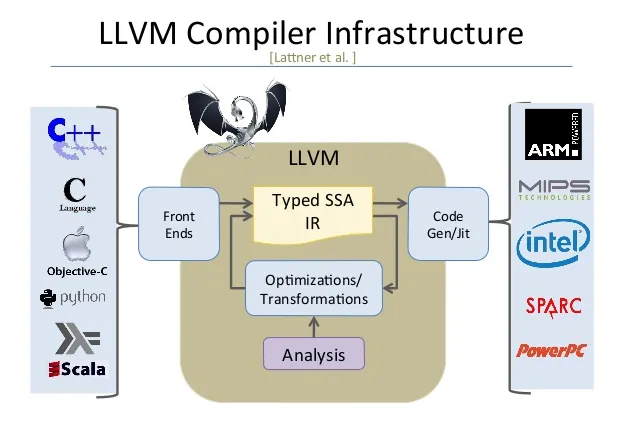 LLVM Compiler Infrastructure
[Lattner et al. ]
C++
C
Language
Objective-C
python
Scala
Front
Ends
LLVM
Typed SSA
IR
Optimizations/
Transformations
Analysis
Code
Gen/Jit
ARM
POWERED
MIPS
TECHNOLOGIES
intel
SPARC
PowerPC